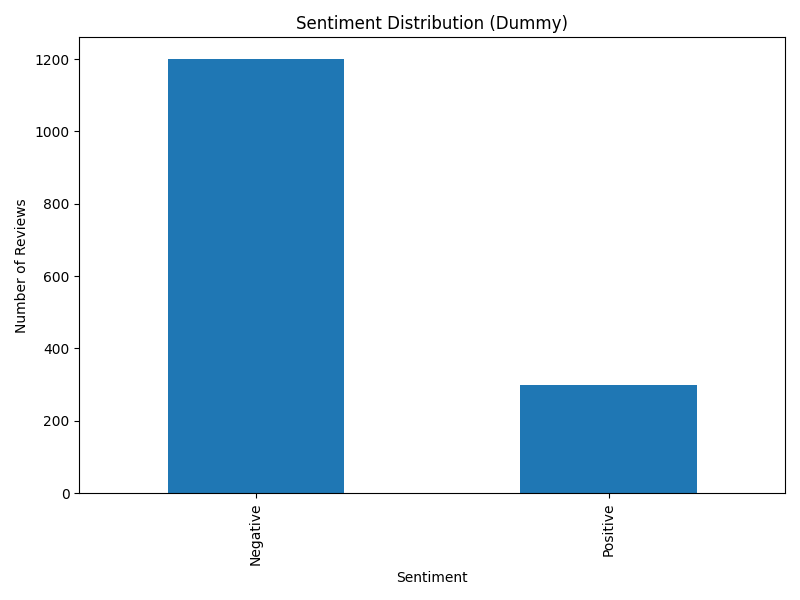 Sentiment Distribution (Dummy)
1200
1000
800
600
400
200
0
Number of Reviews
Negative
Positive
Sentiment